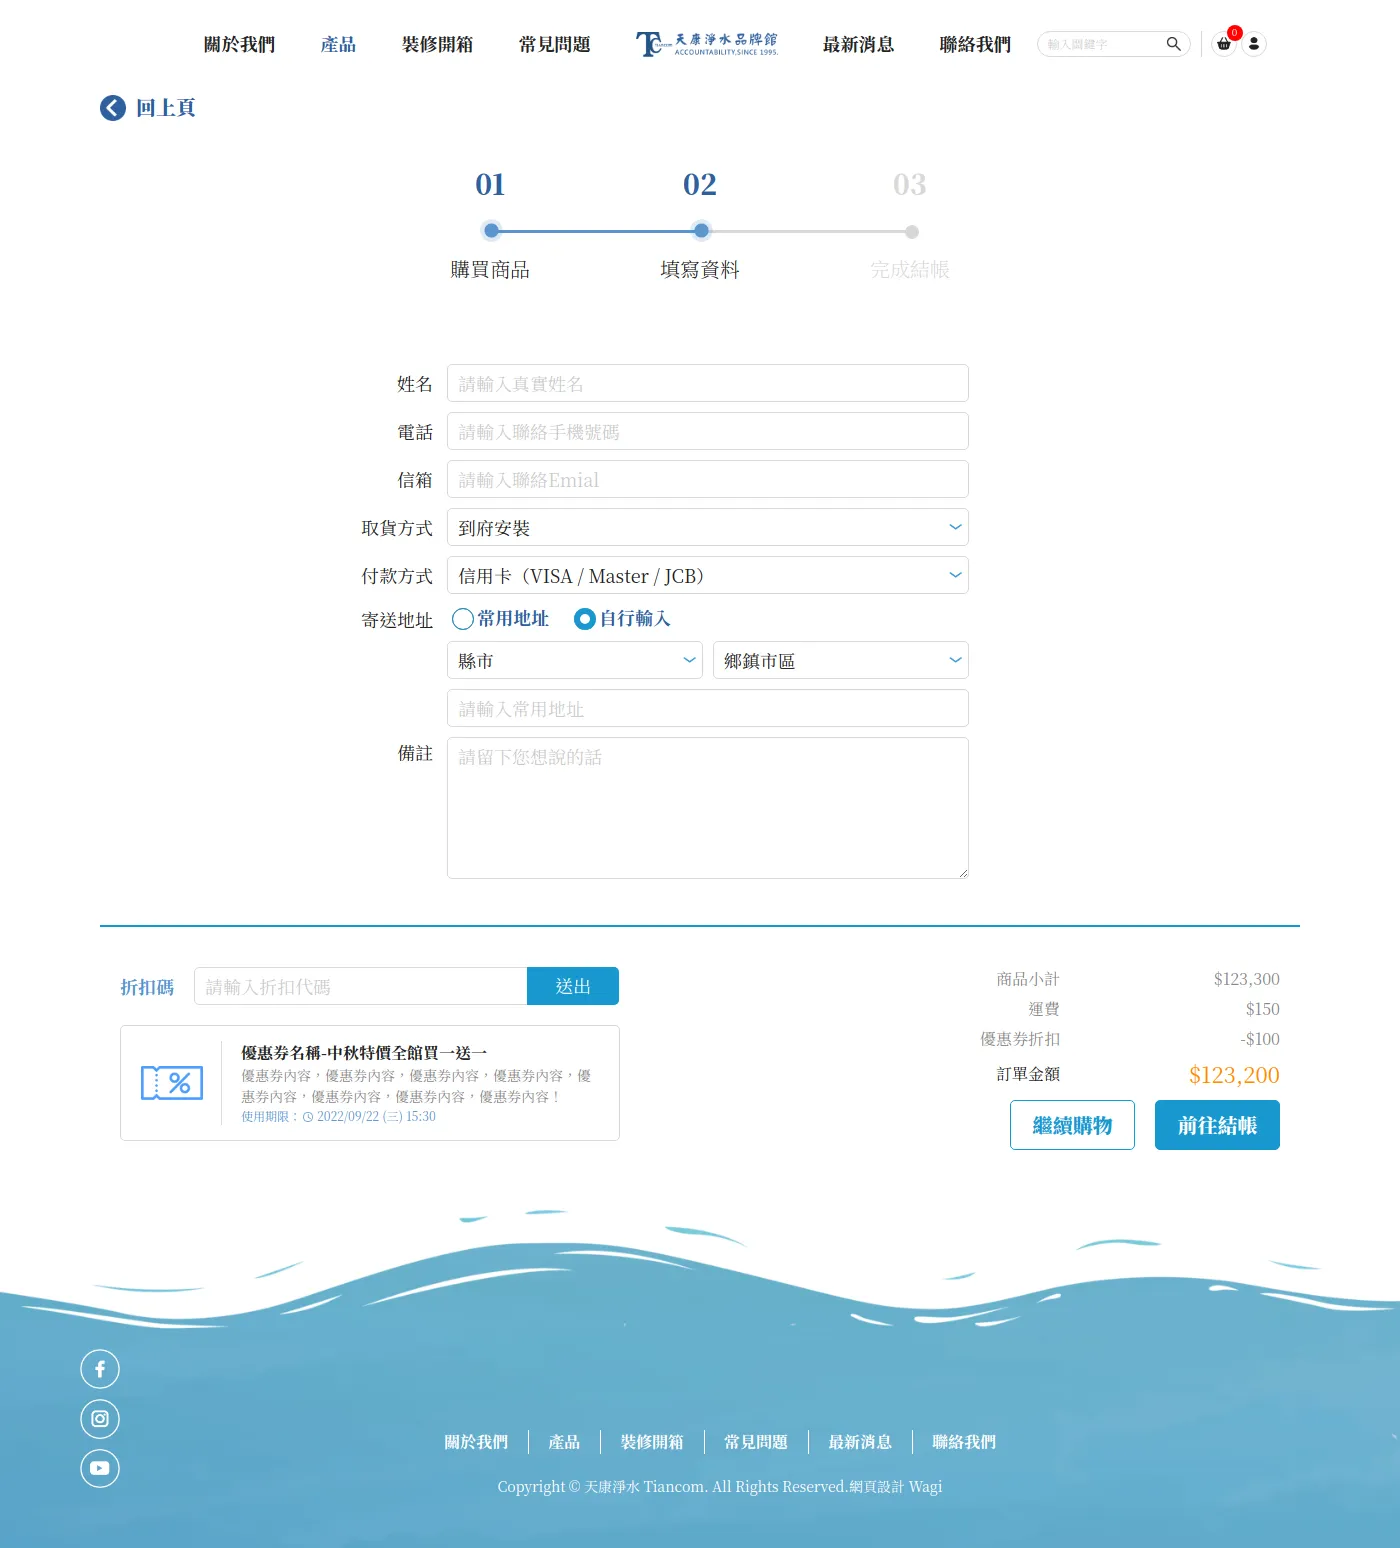 關於我們 產品 裝修開箱 常見問題 TC TIANCOM 天康淨水品牌館 ACCOUNTABILITY,SINCE 1995. 最新消息 聯絡我們 輸入關鍵字 0
回上頁
01 02 03
購買商品 填寫資料 完成結帳
姓名 請輸入真實姓名
電話 請輸入聯絡手機號碼
信箱 請輸入聯絡Emial
取貨方式 到府安裝
付款方式 信用卡（VISA / Master / JCB）
寄送地址 常用地址 自行輸入
縣市 鄉鎮市區
請輸入常用地址
備註 請留下您想說的話
折扣碼 請輸入折扣代碼 送出
優惠券名稱-中秋特價全館買一送一
優惠券內容，優惠券內容，優惠券內容，優惠券內容，優
惠券內容，優惠券內容，優惠券內容，優惠券內容！
使用期限： 2022/09/22 (三) 15:30
商品小計 $123,300
運費 $150
優惠券折扣 -$100
訂單金額 $123,200
繼續購物 前往結帳
關於我們 產品 裝修開箱 常見問題 最新消息 聯絡我們
Copyright © 天康淨水 Tiancom. All Rights Reserved.網頁設計 Wagi